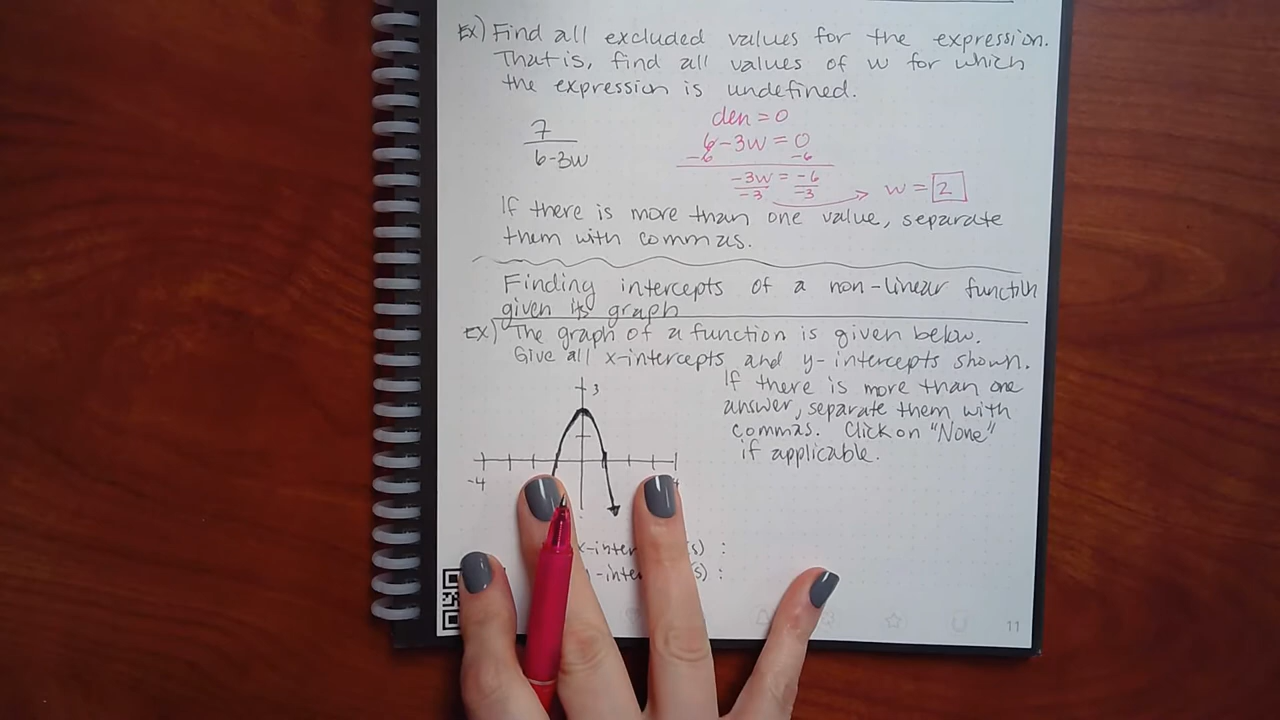 Ex) Find all excluded values for the expression.
That is, find all values of w for which
the expression is undefined.
den = 0
7
6-3w
6-3w = 0
-6 -6
-3w = -6
-3 -3
w = 2
If there is more than one value, separate
them with commas.
Finding intercepts of a non-linear function
given its graph
Ex) The graph of a function is given below.
Give all x-intercepts and y-intercepts shown.
If there is more than one
answer, separate them with
commas. Click on "None"
if applicable.
3
-4
x-inter (s) :
-inte (s) :
11